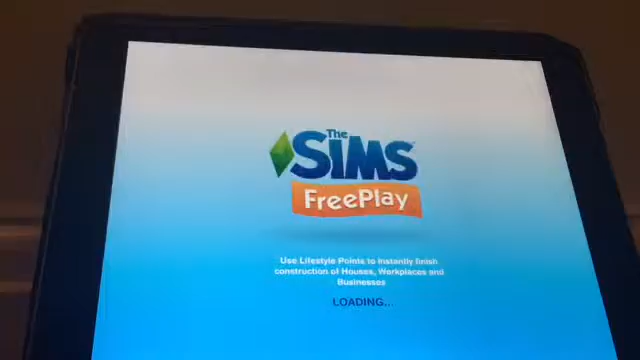 The
SIMS
FreePlay
Use Lifestyle Points to instantly finish
construction of Houses, Workplaces and
Businesses
LOADING...